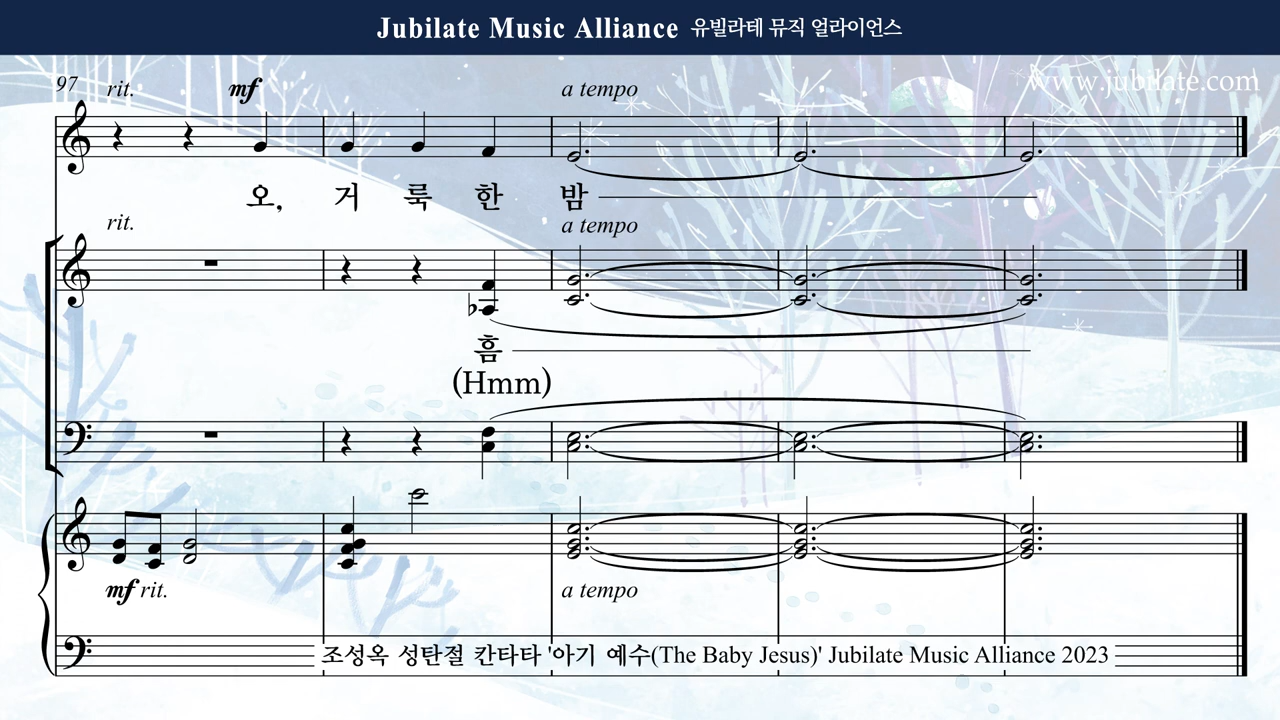 Jubilate Music Alliance 유빌라테 뮤직 얼라이언스
www.jubilate.com
97 rit. mf a tempo
오, 거 룩 한 밤
rit. a tempo
흠
(Hmm)
mf rit. a tempo
조성옥 성탄절 칸타타 '아기 예수(The Baby Jesus)' Jubilate Music Alliance 2023